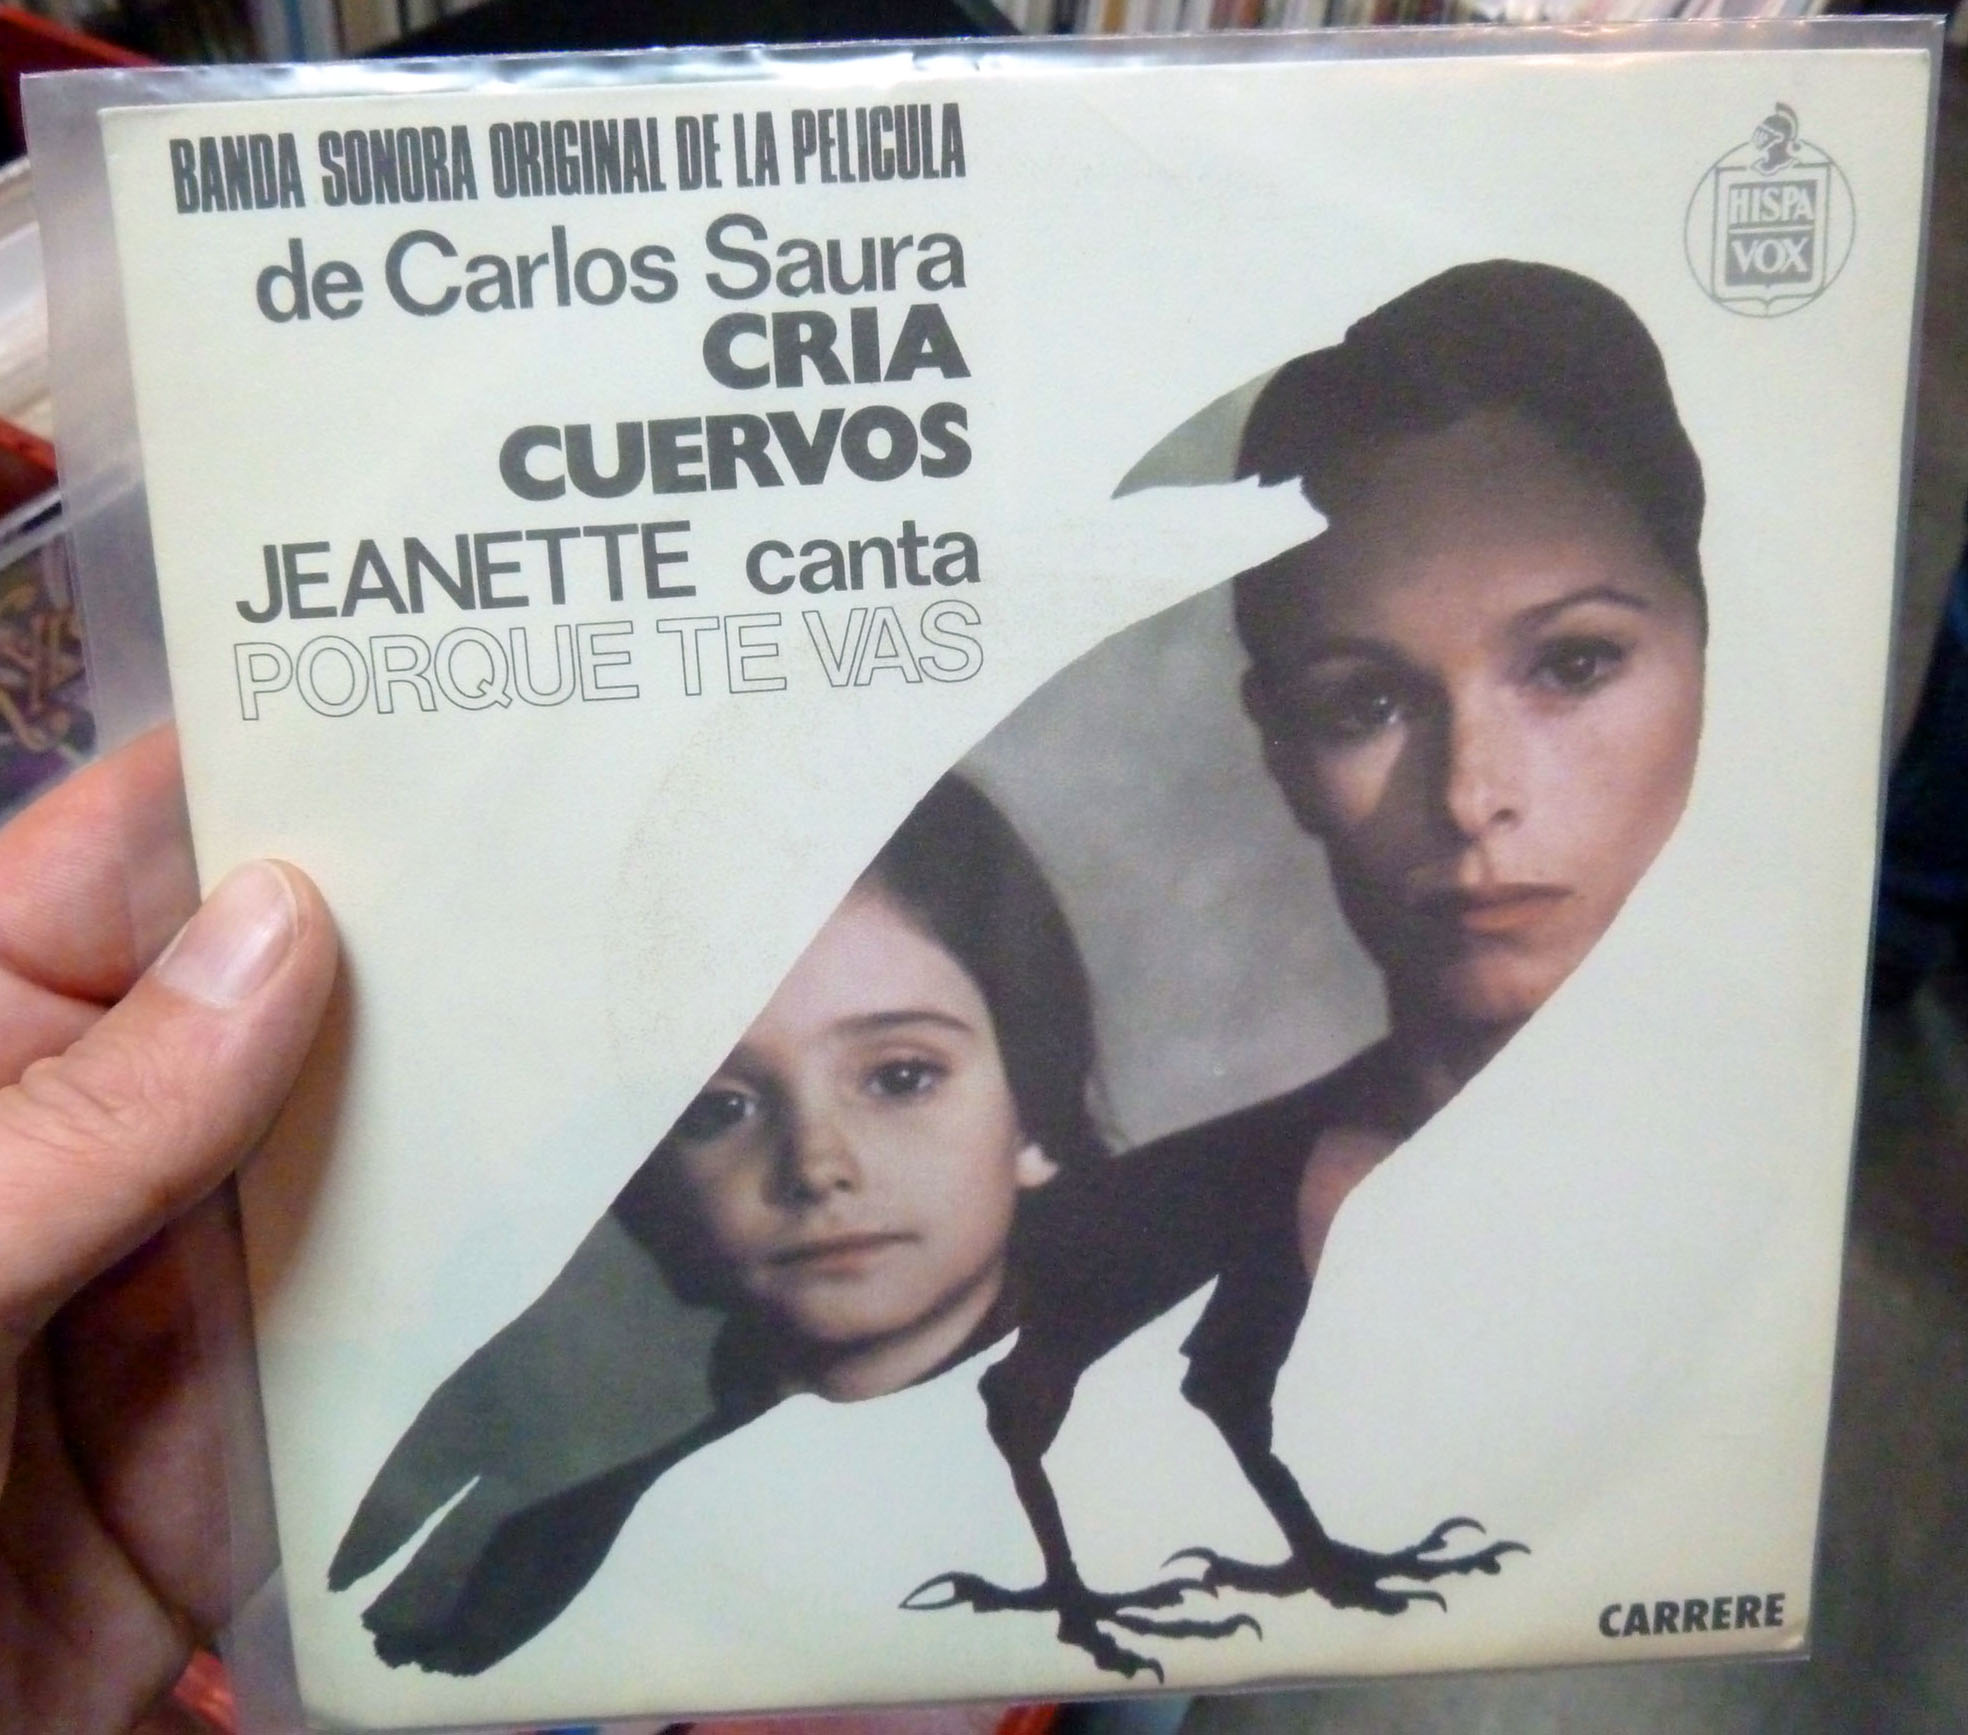 BANDA SONORA ORIGINAL DE LA PELICULA
de Carlos Saura
CRIA
CUERVOS
JEANETTE canta
PORQUE TE VAS
HISPA
VOX
CARRERE